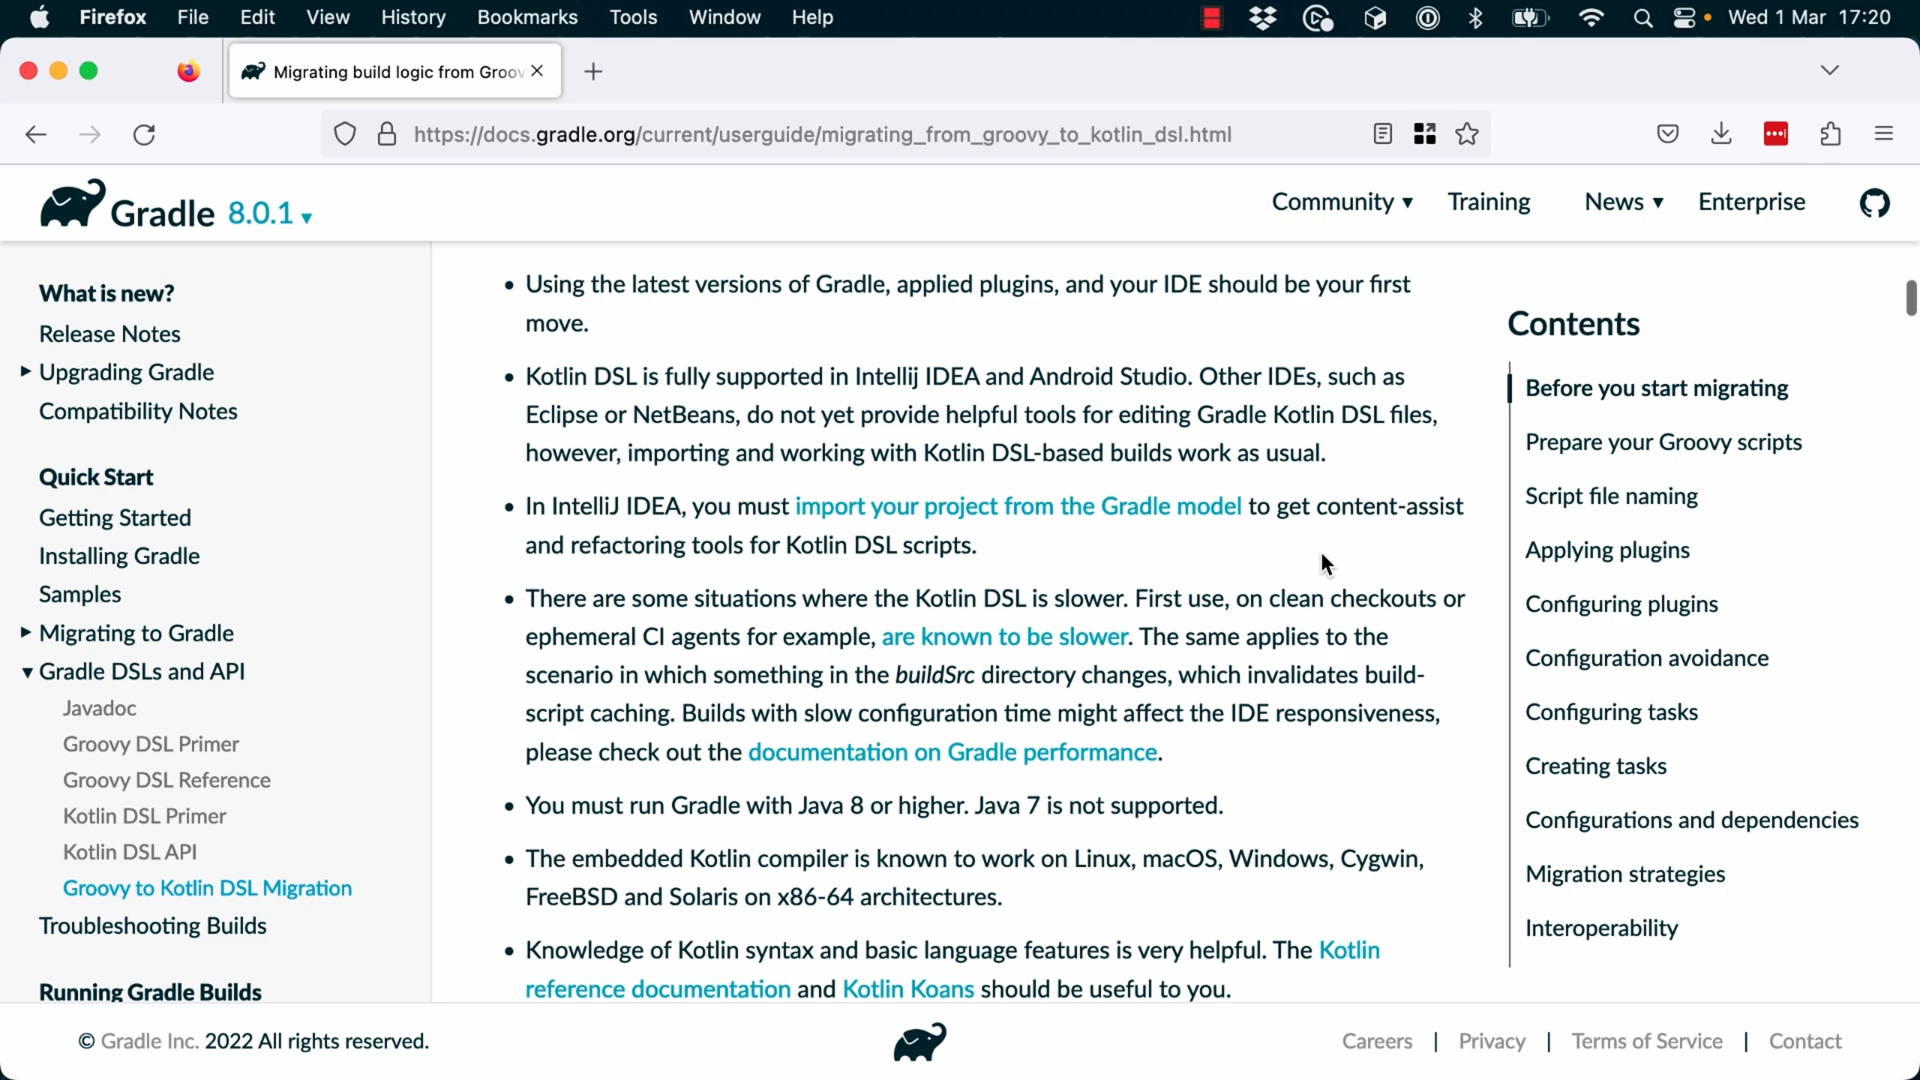 Firefox File Edit View History Bookmarks Tools Window Help Wed 1 Mar 17:20
Migrating build logic from Groov
https://docs.gradle.org/current/userguide/migrating_from_groovy_to_kotlin_dsl.html
Gradle 8.0.1
Community Training News Enterprise
What is new?
Release Notes
Upgrading Gradle
Compatibility Notes
Quick Start
Getting Started
Installing Gradle
Samples
Migrating to Gradle
Gradle DSLs and API
Javadoc
Groovy DSL Primer
Groovy DSL Reference
Kotlin DSL Primer
Kotlin DSL API
Groovy to Kotlin DSL Migration
Troubleshooting Builds
Running Gradle Builds
• Using the latest versions of Gradle, applied plugins, and your IDE should be your first
move.
• Kotlin DSL is fully supported in Intellij IDEA and Android Studio. Other IDEs, such as
Eclipse or NetBeans, do not yet provide helpful tools for editing Gradle Kotlin DSL files,
however, importing and working with Kotlin DSL-based builds work as usual.
• In IntelliJ IDEA, you must import your project from the Gradle model to get content-assist
and refactoring tools for Kotlin DSL scripts.
• There are some situations where the Kotlin DSL is slower. First use, on clean checkouts or
ephemeral CI agents for example, are known to be slower. The same applies to the
scenario in which something in the buildSrc directory changes, which invalidates build-
script caching. Builds with slow configuration time might affect the IDE responsiveness,
please check out the documentation on Gradle performance.
• You must run Gradle with Java 8 or higher. Java 7 is not supported.
• The embedded Kotlin compiler is known to work on Linux, macOS, Windows, Cygwin,
FreeBSD and Solaris on x86-64 architectures.
• Knowledge of Kotlin syntax and basic language features is very helpful. The Kotlin
reference documentation and Kotlin Koans should be useful to you.
Contents
Before you start migrating
Prepare your Groovy scripts
Script file naming
Applying plugins
Configuring plugins
Configuration avoidance
Configuring tasks
Creating tasks
Configurations and dependencies
Migration strategies
Interoperability
© Gradle Inc. 2022 All rights reserved.
Careers | Privacy | Terms of Service | Contact